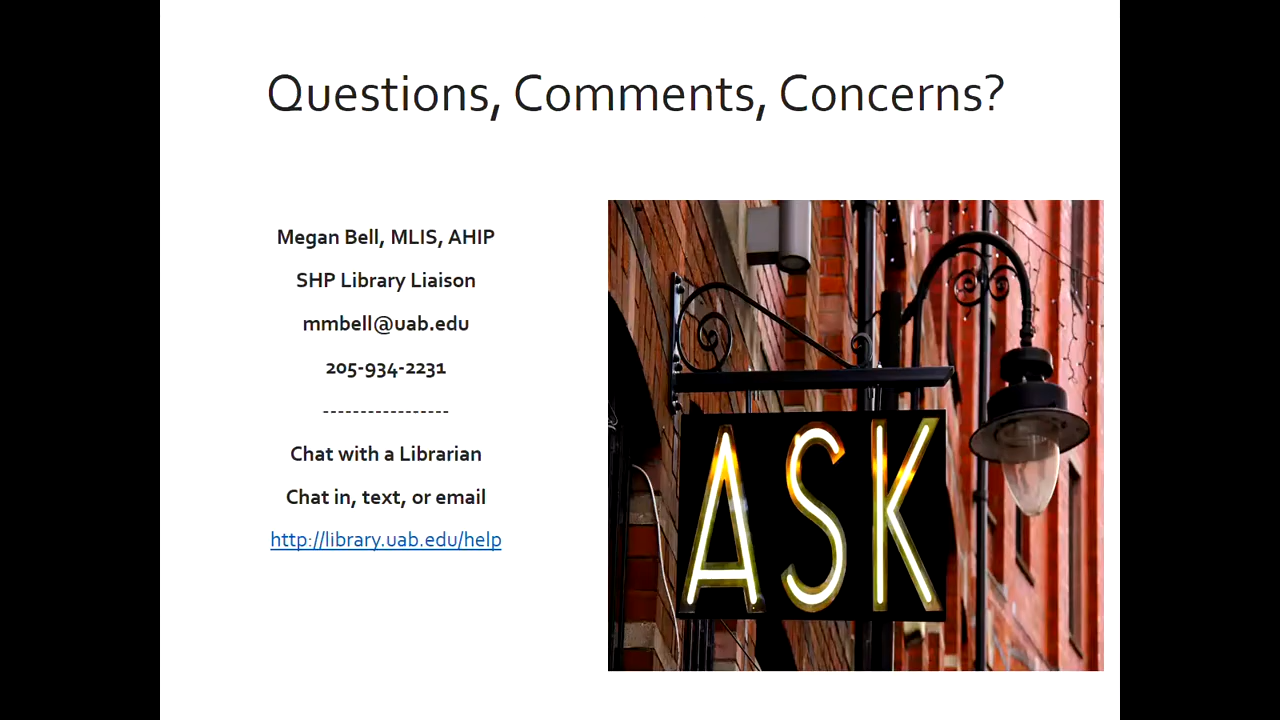 Questions, Comments, Concerns?
Megan Bell, MLIS, AHIP
SHP Library Liaison
mmbell@uab.edu
205-934-2231
-----------------
Chat with a Librarian
Chat in, text, or email
http://library.uab.edu/help
ASK